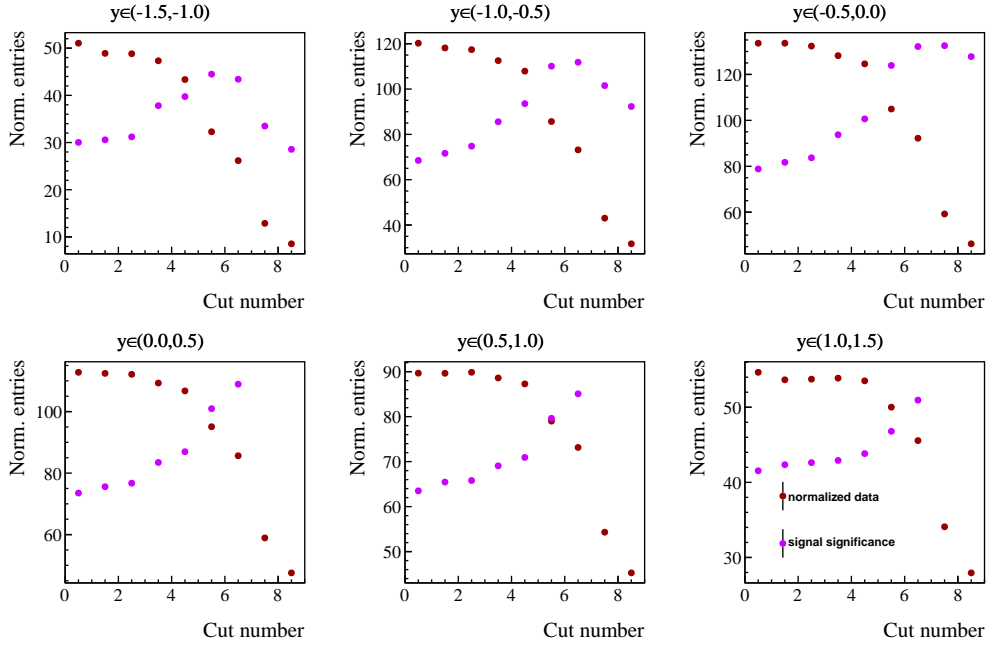 y∈(-1.5,-1.0)
Norm. entries
50
40
30
20
10
0 2 4 6 8
Cut number
y∈(-1.0,-0.5)
Norm. entries
120
100
80
60
40
0 2 4 6 8
Cut number
y∈(-0.5,0.0)
Norm. entries
120
100
80
60
0 2 4 6 8
Cut number
y∈(0.0,0.5)
Norm. entries
100
80
60
0 2 4 6 8
Cut number
y∈(0.5,1.0)
Norm. entries
90
80
70
60
50
0 2 4 6 8
Cut number
y∈(1.0,1.5)
Norm. entries
50
40
30
normalized data
signal significance
0 2 4 6 8
Cut number